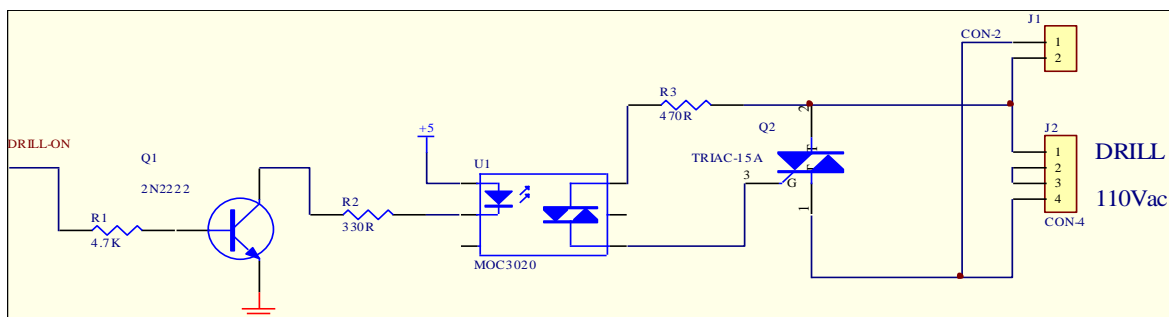 J1
CON-2
1
2
R3
470R
2
Q2
J2
+5
DRILL-ON
Q1
U1
TRIAC-15A
T
T
1
2
3
4
DRILL
2N2222
3
G
R1
4.7K
R2
330R
1
110Vac
CON-4
MOC3020